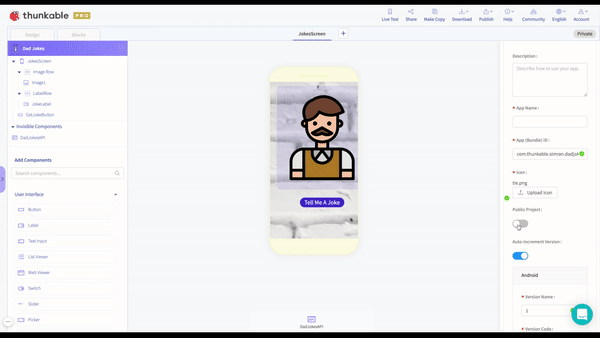 thunkable PRO
Live Test
Share
Make Copy
Download
Publish
Help
Community
English
Account
Design
Blocks
JokesScreen
+
Private
Dad Jokes
JokesScreen
Image Row
Image1
LabelRow
JokeLabel
GetJokeButton
Invisible Components
DadJokesAPI
Add Components
Search components...
User Interface
Button
Label
Text Input
List Viewer
Web Viewer
Switch
Slider
Picker
Tell Me A Joke
DadJokesAPI
Description:
Describe how to use your app.
* App Name:
* App (Bundle) ID:
com.thunkable.simran.dadjok
* Icon:
tie.png
Upload Icon
Public Project:
Auto Increment Version:
Android
* Version Name:
1
* Version Code: